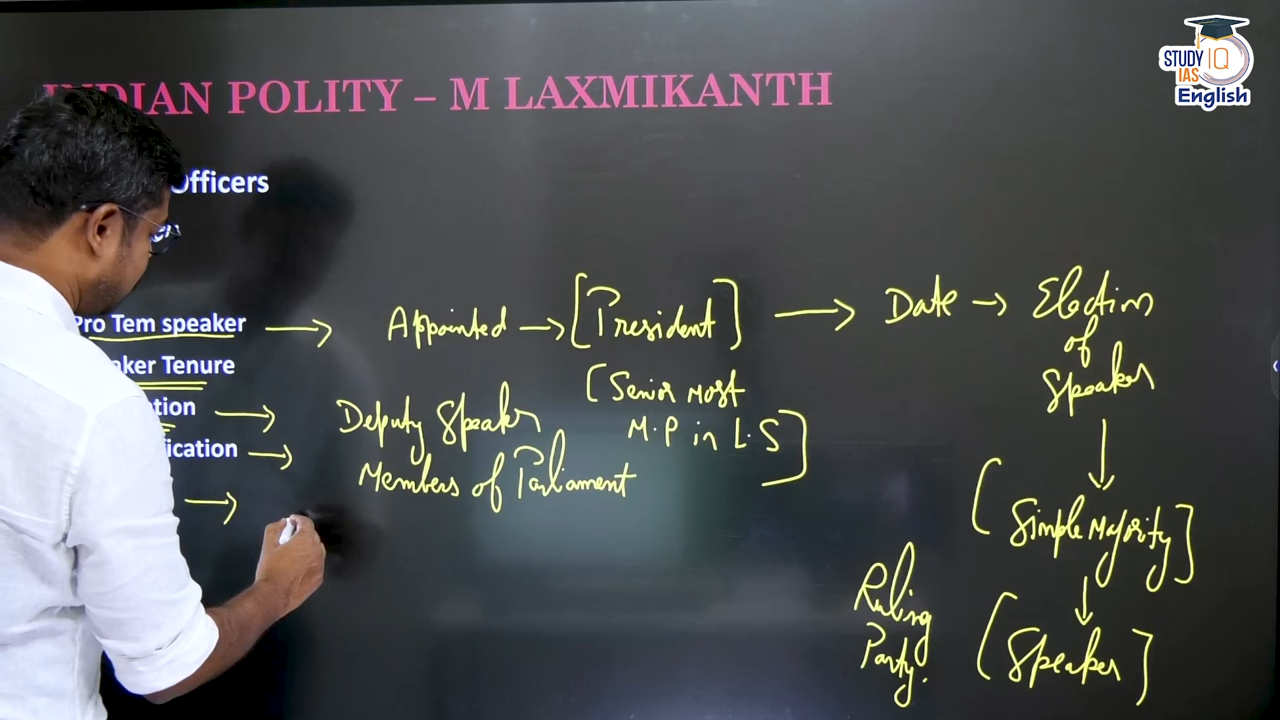 STUDY IQ
IAS
English
INDIAN POLITY – M LAXMIKANTH
Officers
Pro Tem speaker → Appointed → [President] → Date → Election
of
Speaker
aker Tenure
[Senior Most
M.P in L.S]
tion → Deputy Speaker
ication → Members of Parliament
→
↓
[Simple Majority]
↓
Ruling
Party.
[Speaker]